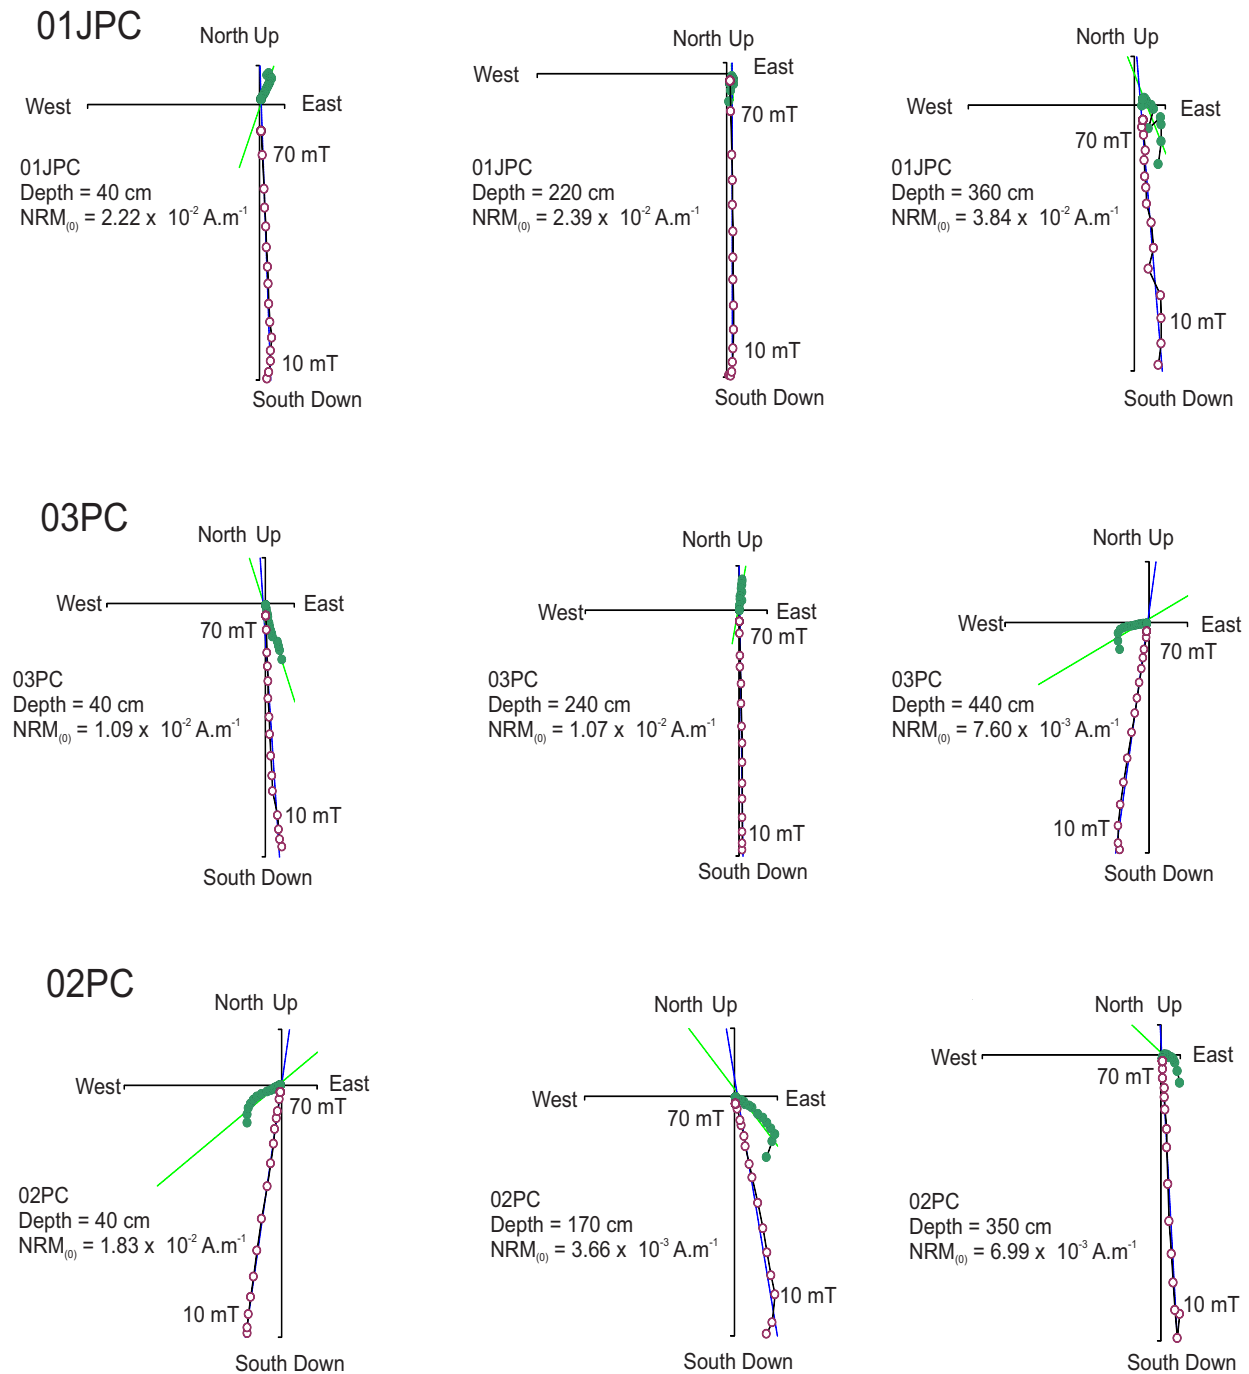 01JPC
North Up
West
East
70 mT
01JPC
Depth = 40 cm
NRM(0) = 2.22 x 10-2 A.m-1
10 mT
South Down
North Up
West
East
70 mT
01JPC
Depth = 220 cm
NRM(0) = 2.39 x 10-2 A.m-1
10 mT
South Down
North Up
West
East
70 mT
01JPC
Depth = 360 cm
NRM(0) = 3.84 x 10-2 A.m-1
10 mT
South Down
03PC
North Up
West
East
70 mT
03PC
Depth = 40 cm
NRM(0) = 1.09 x 10-2 A.m-1
10 mT
South Down
North Up
West
East
70 mT
03PC
Depth = 240 cm
NRM(0) = 1.07 x 10-2 A.m-1
10 mT
South Down
North Up
West
East
70 mT
03PC
Depth = 440 cm
NRM(0) = 7.60 x 10-3 A.m-1
10 mT
South Down
02PC
North Up
West
East
70 mT
02PC
Depth = 40 cm
NRM(0) = 1.83 x 10-2 A.m-1
10 mT
South Down
North Up
West
East
70 mT
02PC
Depth = 170 cm
NRM(0) = 3.66 x 10-3 A.m-1
10 mT
South Down
North Up
West
East
70 mT
02PC
Depth = 350 cm
NRM(0) = 6.99 x 10-3 A.m-1
10 mT
South Down